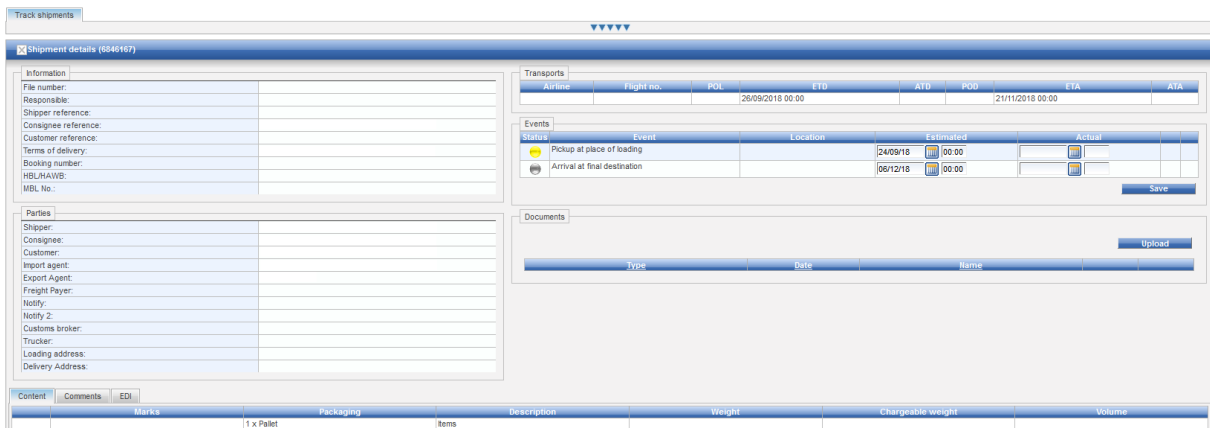 Track shipments
Shipment details (6846167)
Information
File number:
Responsible:
Shipper reference:
Consignee reference:
Customer reference:
Terms of delivery:
Booking number:
HBL/HAWB:
MBL No.:
Parties
Shipper:
Consignee:
Customer:
Import agent:
Export Agent:
Freight Payer:
Notify:
Notify 2:
Customs broker:
Trucker:
Loading address:
Delivery Address:
Transports
Airline Flight no. POL ETD ATD POD ETA ATA
26/09/2018 00:00 21/11/2018 00:00
Events
Status Event Location Estimated Actual
Pickup at place of loading 24/09/18 00:00
Arrival at final destination 06/12/18 00:00
Save
Documents
Upload
Type Date Name
Content Comments EDI
Marks Packaging Description Weight Chargeable weight Volume
1 x Pallet Items